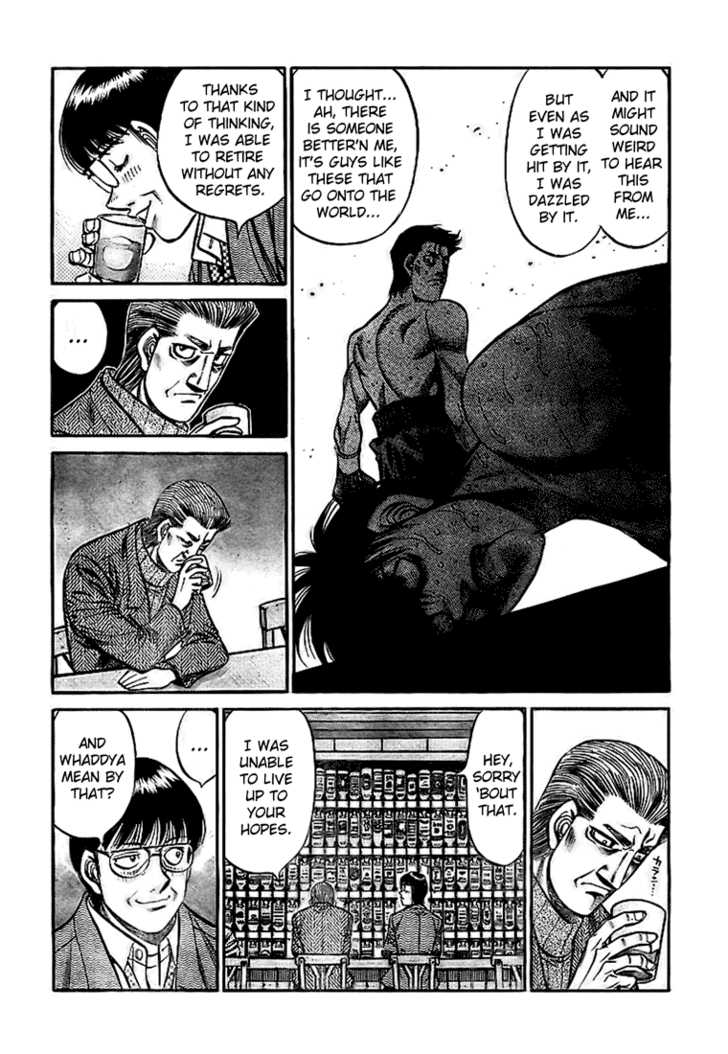 AND IT
MIGHT
SOUND
WEIRD
TO HEAR
THIS
FROM
ME...
BUT
EVEN AS
I WAS
GETTING
HIT BY IT,
I WAS
DAZZLED
BY IT.
I THOUGHT...
AH, THERE
IS SOMEONE
BETTER'N ME,
IT'S GUYS LIKE
THESE THAT
GO ONTO THE
WORLD...
THANKS
TO THAT KIND
OF THINKING,
I WAS ABLE
TO RETIRE
WITHOUT ANY
REGRETS.
...
カラン…
HEY,
SORRY
'BOUT
THAT.
I WAS
UNABLE
TO LIVE
UP TO
YOUR
HOPES.
...
AND
WHADDYA
MEAN BY
THAT?